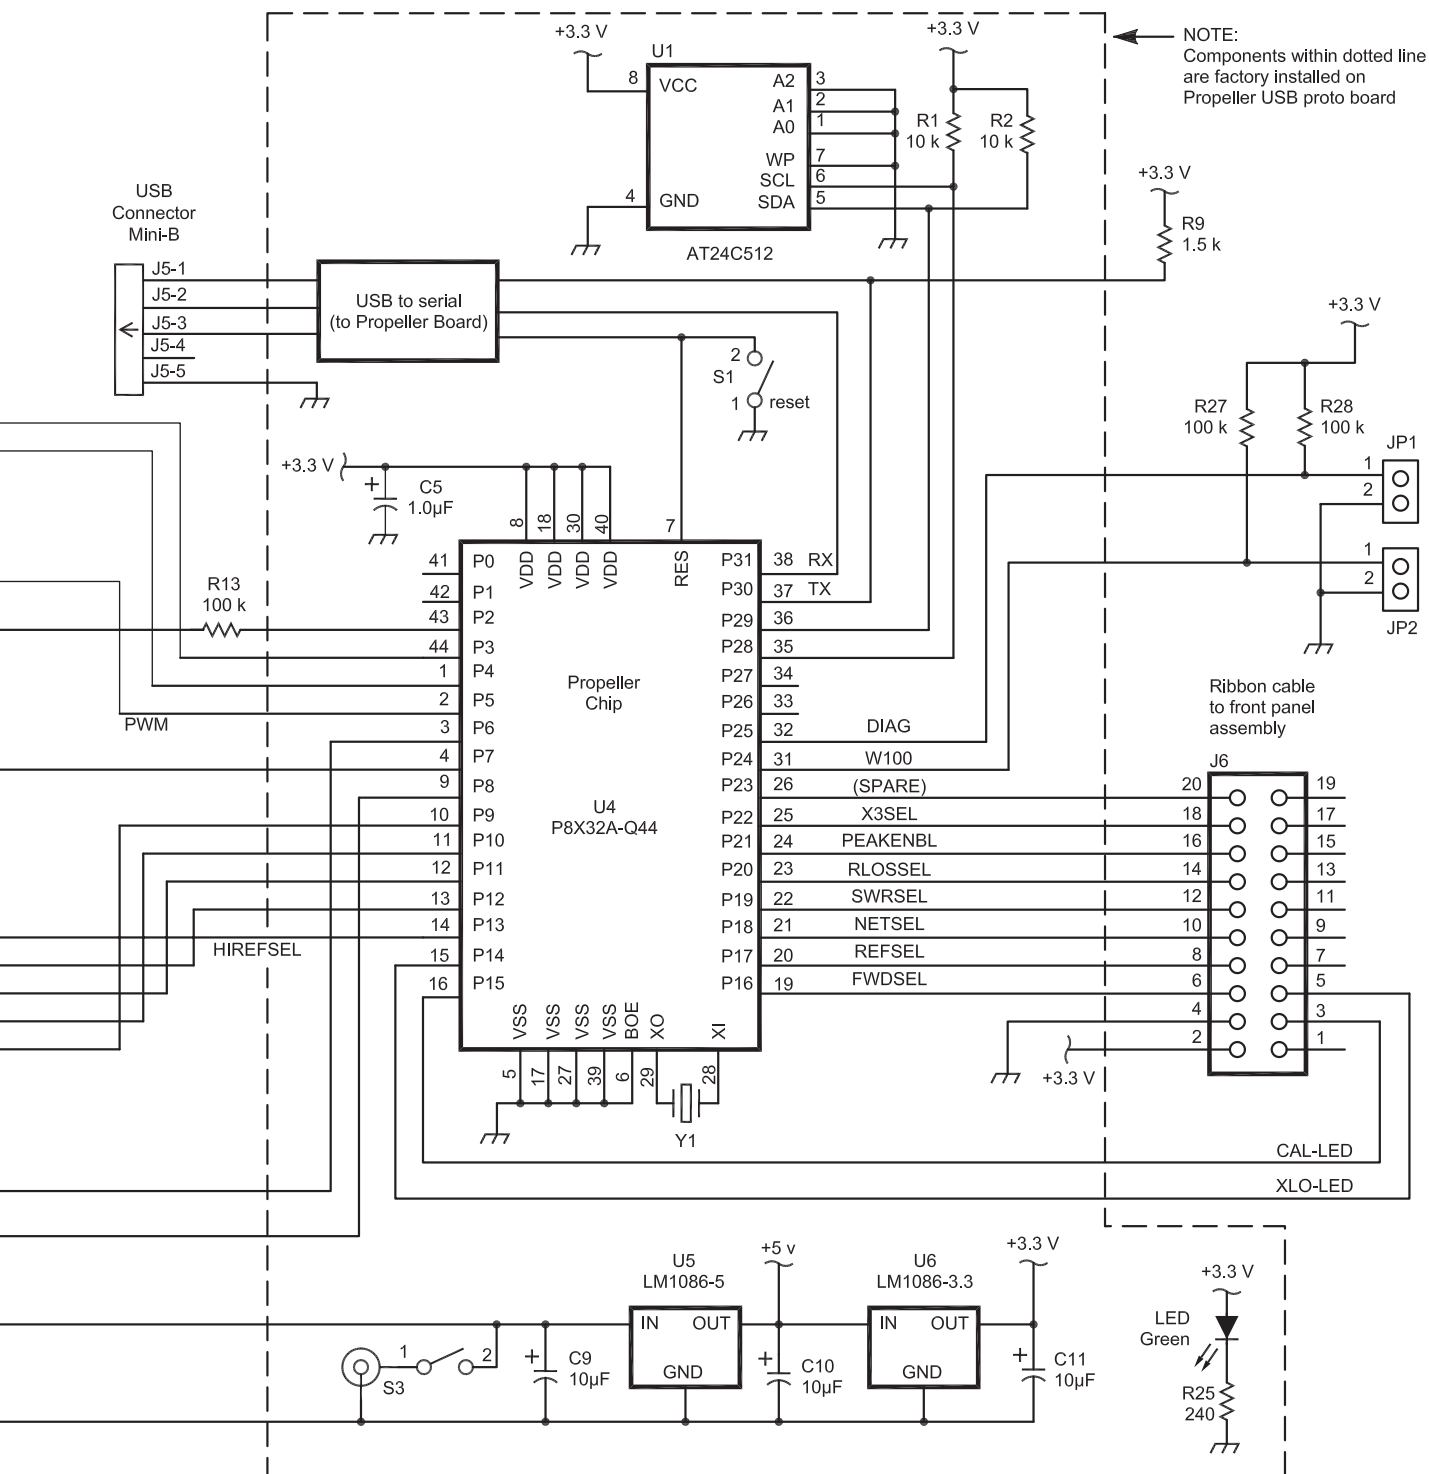 +3.3 V
+3.3 V
NOTE:
Components within dotted line
are factory installed on
Propeller USB proto board
U1
8 VCC
A2 3
A1 2
A0 1
WP 7
SCL 6
SDA 5
4 GND
AT24C512
R1
10 k
R2
10 k
+3.3 V
R9
1.5 k
USB
Connector
Mini-B
J5-1
J5-2
J5-3
J5-4
J5-5
USB to serial
(to Propeller Board)
2
S1
1 reset
+3.3 V
R27
100 k
R28
100 k
JP1
1
2
1
2
JP2
+3.3 V
+ C5
1.0µF
8
18
30
40
7
VDD
VDD
VDD
VDD
RES
R13
100 k
PWM
HIREFSEL
41 P0
42 P1
43 P2
44 P3
1 P4
2 P5
3 P6
4 P7
9 P8
10 P9
11 P10
12 P11
13 P12
14 P13
15 P14
16 P15
Propeller
Chip
U4
P8X32A-Q44
P31 38 RX
P30 37 TX
P29 36
P28 35
P27 34
P26 33
P25 32 DIAG
P24 31 W100
P23 26 (SPARE)
P22 25 X3SEL
P21 24 PEAKENBL
P20 23 RLOSSEL
P19 22 SWRSEL
P18 21 NETSEL
P17 20 REFSEL
P16 19 FWDSEL
VSS
VSS
VSS
VSS
BOE
XO
XI
5
17
27
39
6
29
28
Y1
Ribbon cable
to front panel
assembly
J6
20 19
18 17
16 15
14 13
12 11
10 9
8 7
6 5
4 3
2 1
+3.3 V
CAL-LED
XLO-LED
U5
LM1086-5
IN OUT
GND
+5 v
U6
LM1086-3.3
IN OUT
GND
+3.3 V
1 2
S3
+ C9
10µF
+ C10
10µF
+ C11
10µF
+3.3 V
LED
Green
R25
240